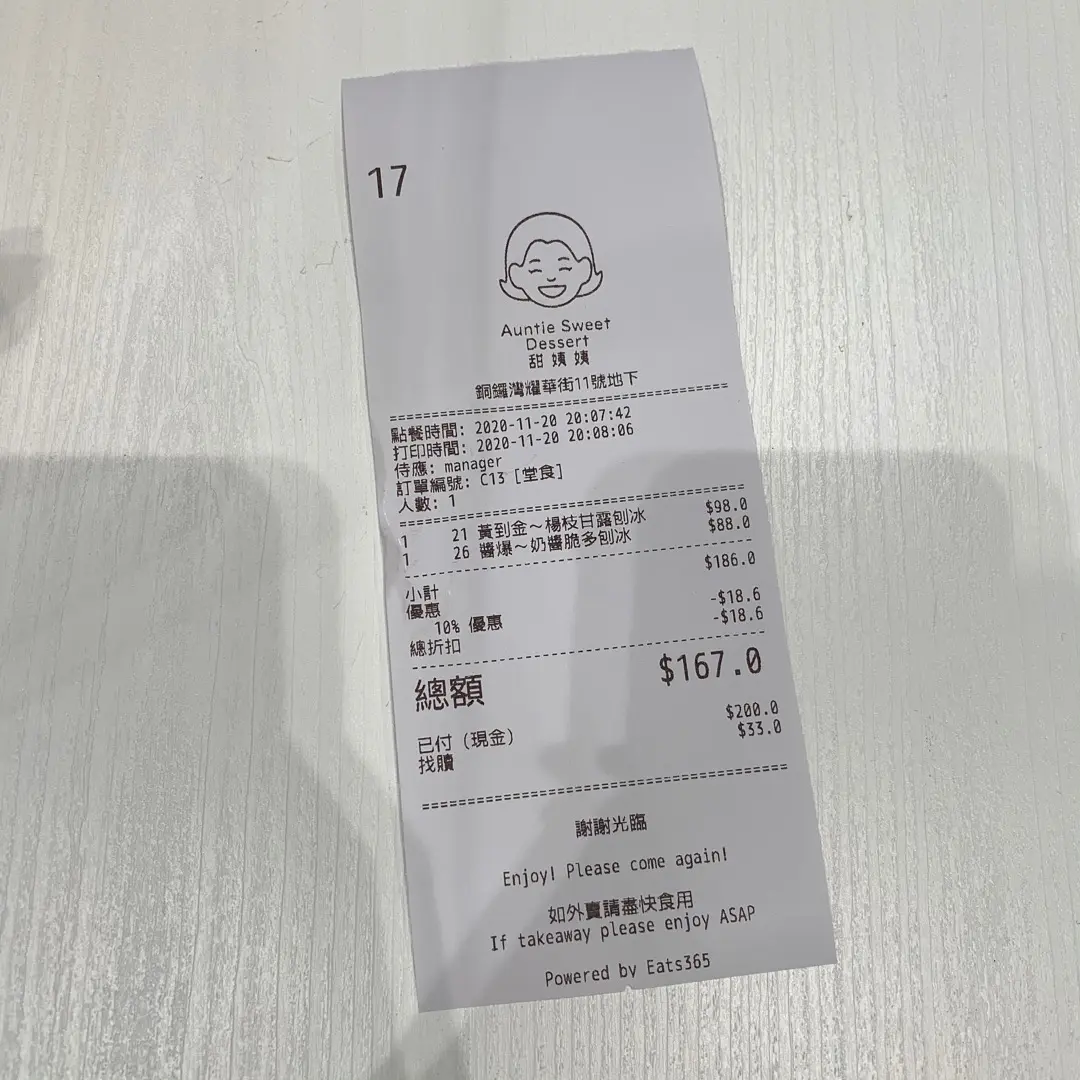 17
Auntie Sweet
Dessert
甜姨姨
銅鑼灣耀華街11號地下
點餐時間: 2020-11-20 20:07:42
打印時間: 2020-11-20 20:08:06
侍應: manager
訂單編號: C13 [堂食]
人數: 1
1 21 黃到金~楊枝甘露刨冰 $98.0
1 26 醬爆~奶醬脆多刨冰 $88.0
小計 $186.0
優惠
10% 優惠 -$18.6
總折扣 -$18.6
總額 $167.0
已付 (現金) $200.0
找贖 $33.0
謝謝光臨
Enjoy! Please come again!
如外賣請盡快食用
If takeaway please enjoy ASAP
Powered by Eats365